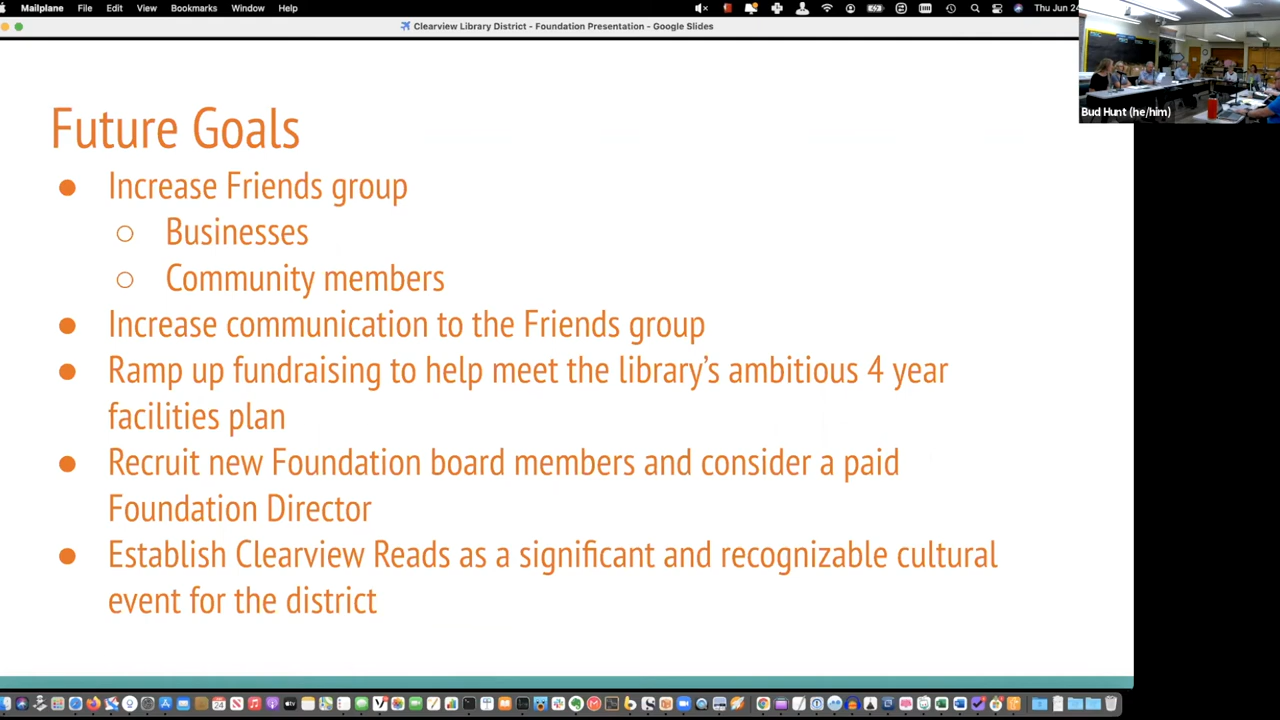 Mailplane File Edit View Bookmarks Window Help
Thu Jun 24
Clearview Library District - Foundation Presentation - Google Slides
Bud Hunt (he/him)
Future Goals
● Increase Friends group
○ Businesses
○ Community members
● Increase communication to the Friends group
● Ramp up fundraising to help meet the library’s ambitious 4 year
facilities plan
● Recruit new Foundation board members and consider a paid
Foundation Director
● Establish Clearview Reads as a significant and recognizable cultural
event for the district